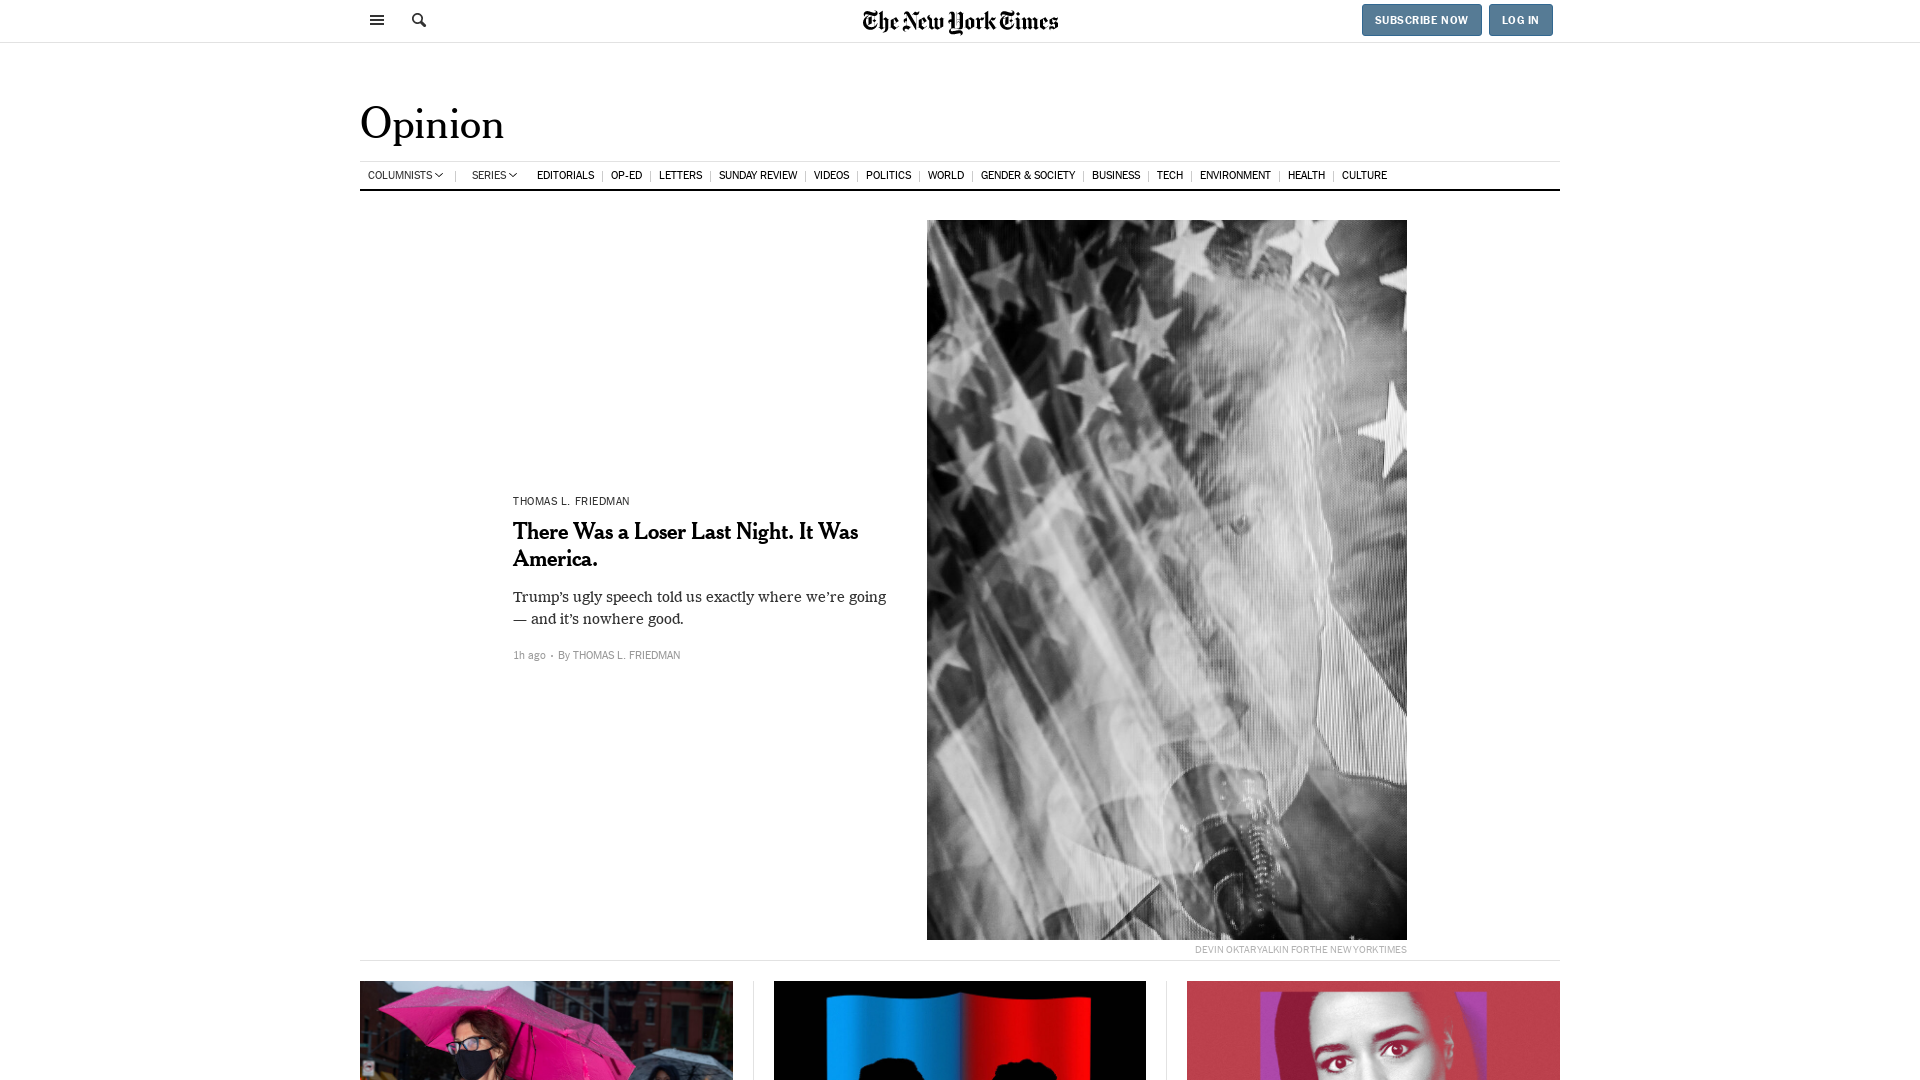 The New York Times
SUBSCRIBE NOW
LOG IN
Opinion
COLUMNISTS
SERIES
EDITORIALS
OP-ED
LETTERS
SUNDAY REVIEW
VIDEOS
POLITICS
WORLD
GENDER & SOCIETY
BUSINESS
TECH
ENVIRONMENT
HEALTH
CULTURE
THOMAS L. FRIEDMAN
There Was a Loser Last Night. It Was
America.
Trump’s ugly speech told us exactly where we’re going
— and it’s nowhere good.
1h ago • By THOMAS L. FRIEDMAN
DEVIN OKTAR YALKIN FOR THE NEW YORK TIMES